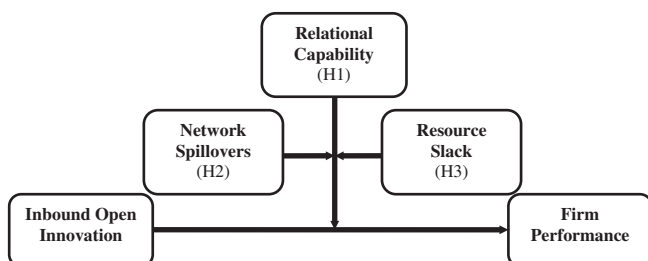 Relational
Capability
(H1)
Network
Spillovers
(H2)
Resource
Slack
(H3)
Inbound Open
Innovation
Firm
Performance